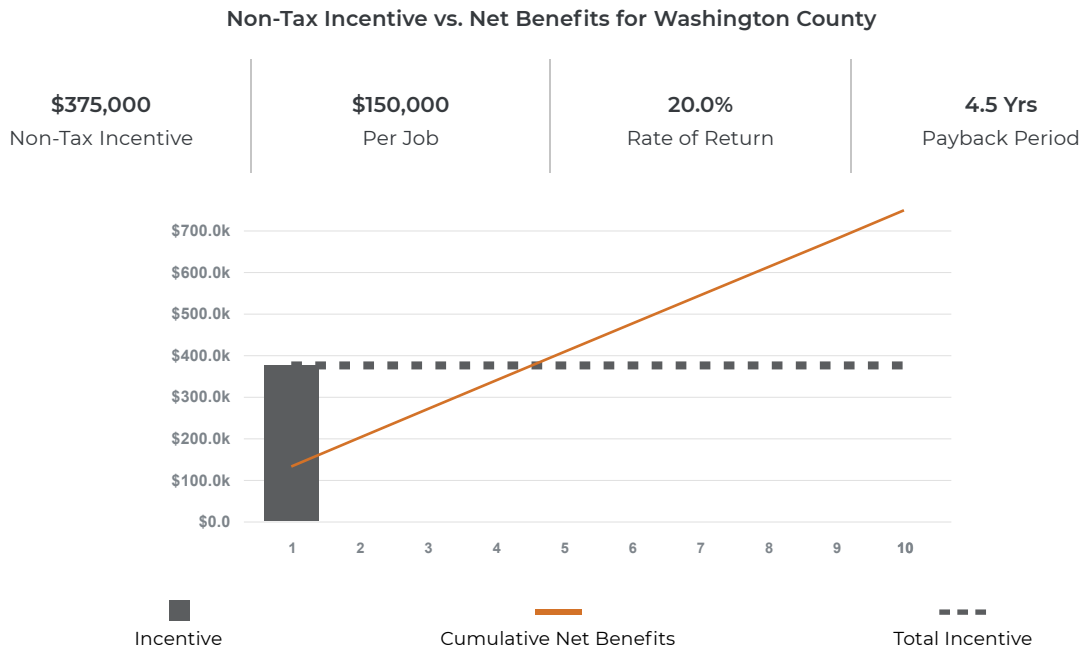 Non-Tax Incentive vs. Net Benefits for Washington County
$375,000
Non-Tax Incentive
$150,000
Per Job
20.0%
Rate of Return
4.5 Yrs
Payback Period
$700.0k
$600.0k
$500.0k
$400.0k
$300.0k
$200.0k
$100.0k
$0.0
1 2 3 4 5 6 7 8 9 10
Incentive
Cumulative Net Benefits
Total Incentive